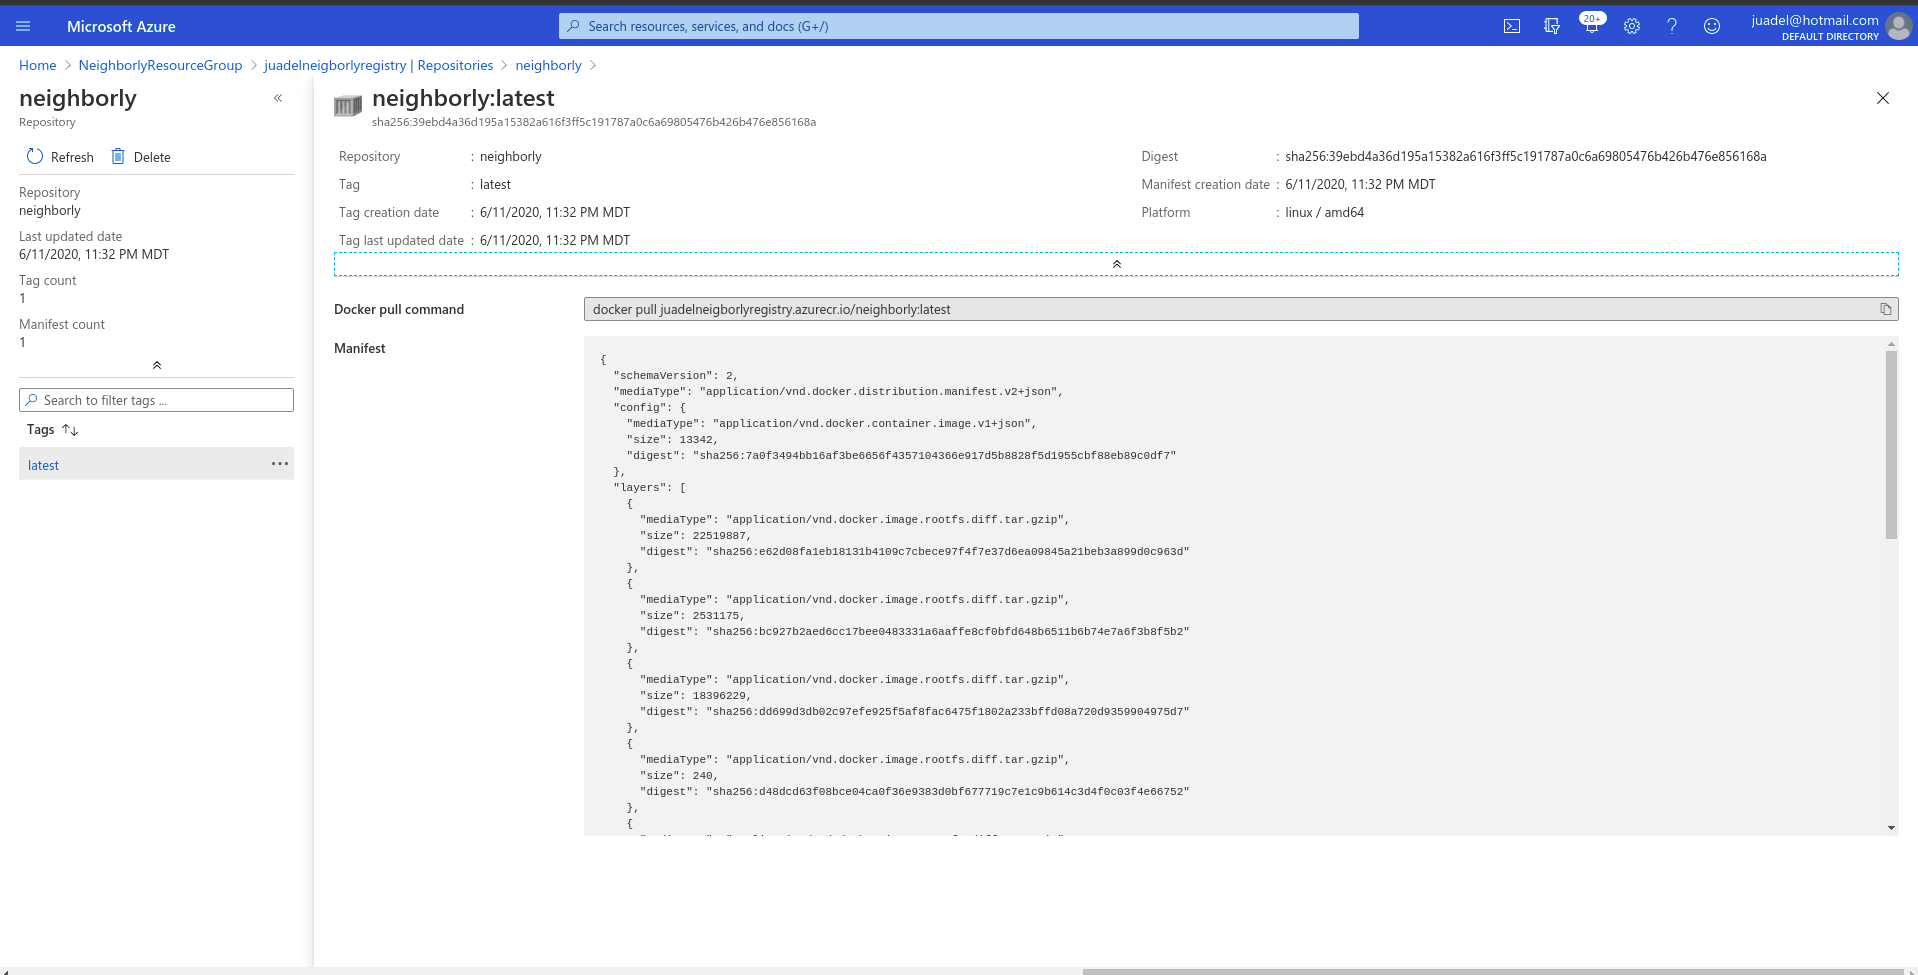 Microsoft Azure
Search resources, services, and docs (G+/)
20+
juadel@hotmail.com
DEFAULT DIRECTORY
Home > NeighborlyResourceGroup > juadelneigborlyregistry | Repositories > neighborly >
neighborly
Repository
Refresh Delete
Repository
neighborly
Last updated date
6/11/2020, 11:32 PM MDT
Tag count
1
Manifest count
1
Search to filter tags ...
Tags
latest
neighborly:latest
sha256:39ebd4a36d195a15382a616f3ff5c191787a0c6a69805476b426b476e856168a
Repository : neighborly
Tag : latest
Tag creation date : 6/11/2020, 11:32 PM MDT
Tag last updated date : 6/11/2020, 11:32 PM MDT
Digest : sha256:39ebd4a36d195a15382a616f3ff5c191787a0c6a69805476b426b476e856168a
Manifest creation date : 6/11/2020, 11:32 PM MDT
Platform : linux / amd64
Docker pull command
docker pull juadelneigborlyregistry.azurecr.io/neighborly:latest
Manifest
{
"schemaVersion": 2,
"mediaType": "application/vnd.docker.distribution.manifest.v2+json",
"config": {
"mediaType": "application/vnd.docker.container.image.v1+json",
"size": 13342,
"digest": "sha256:7a0f3494bb16af3be6656f4357104366e917d5b8828f5d1955cbf88eb89c0df7"
},
"layers": [
{
"mediaType": "application/vnd.docker.image.rootfs.diff.tar.gzip",
"size": 22519887,
"digest": "sha256:e62d08fa1eb18131b4109c7cbece97f4f7e37d6ea09845a21beb3a899d0c963d"
},
{
"mediaType": "application/vnd.docker.image.rootfs.diff.tar.gzip",
"size": 2531175,
"digest": "sha256:bc927b2aed6cc17bee0483331a6aaffe8cf0bfd648b6511b6b74e7a6f3b8f5b2"
},
{
"mediaType": "application/vnd.docker.image.rootfs.diff.tar.gzip",
"size": 18396229,
"digest": "sha256:dd699d3db02c97efe925f5af8fac6475f1802a233bffd08a720d9359904975d7"
},
{
"mediaType": "application/vnd.docker.image.rootfs.diff.tar.gzip",
"size": 240,
"digest": "sha256:d48dcd63f08bce04ca0f36e9383d0bf677719c7e1c9b614c3d4f0c03f4e66752"
},
{